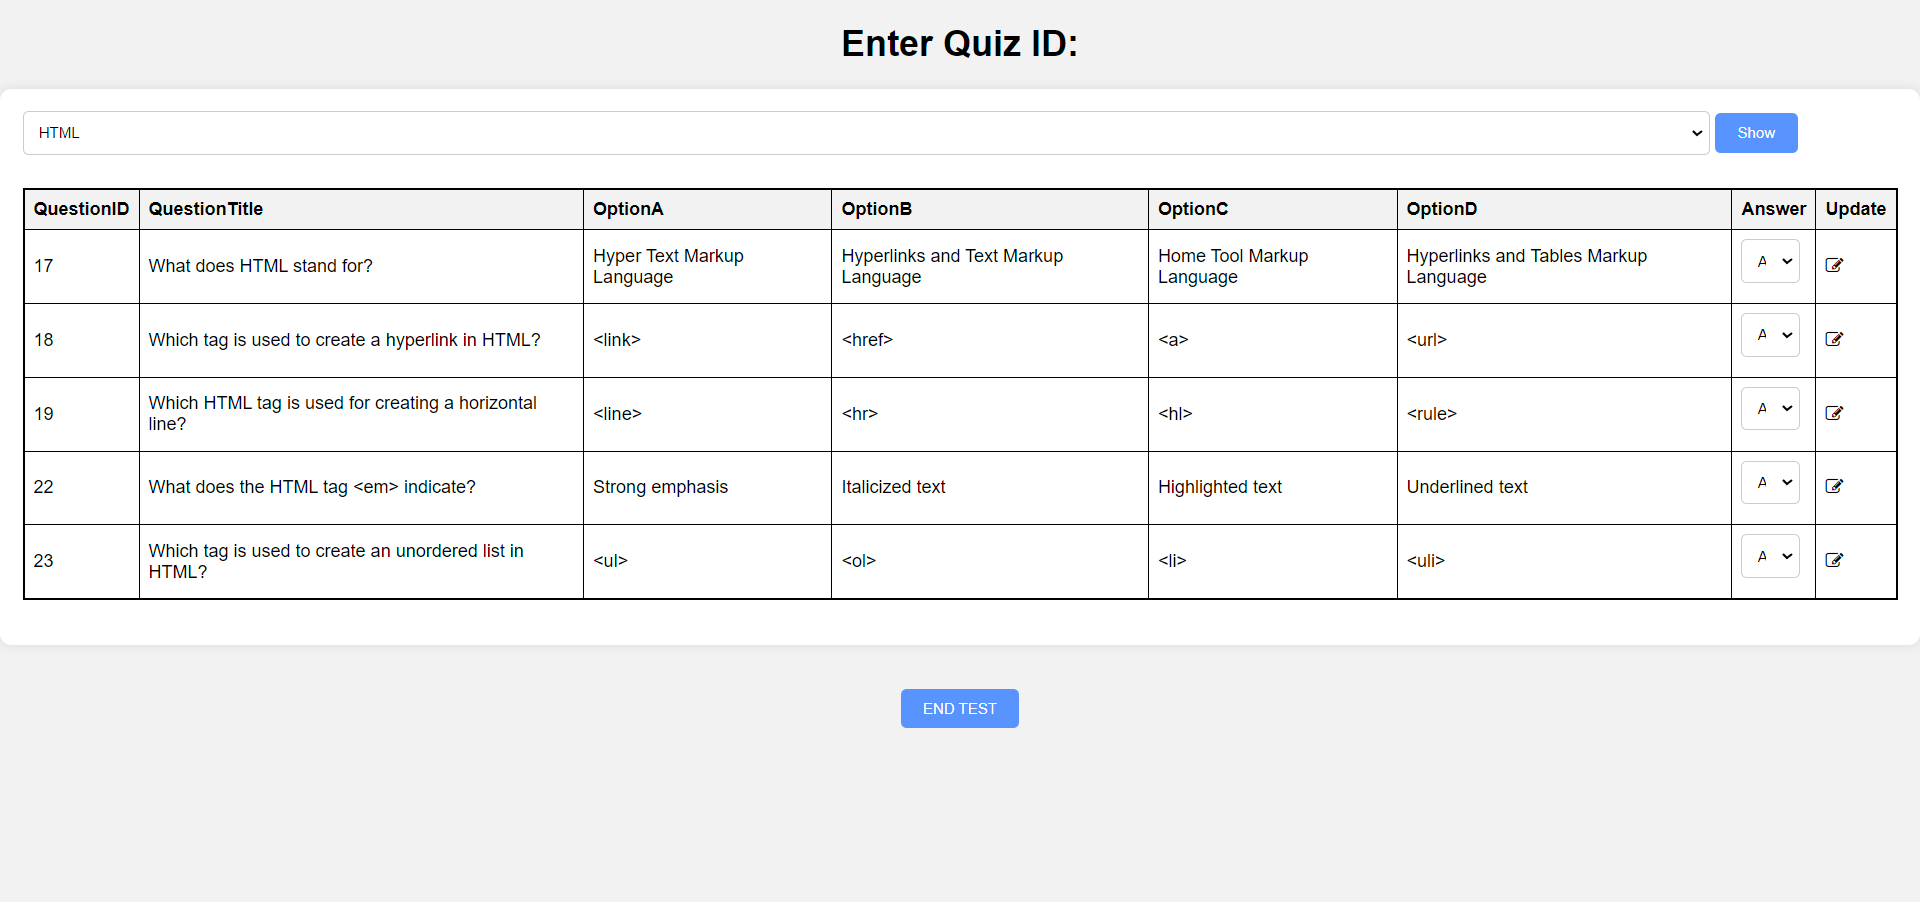 Enter Quiz ID:
HTML Show
QuestionID QuestionTitle OptionA OptionB OptionC OptionD Answer Update
17 What does HTML stand for? Hyper Text Markup Language Hyperlinks and Text Markup Language Home Tool Markup Language Hyperlinks and Tables Markup Language A
18 Which tag is used to create a hyperlink in HTML? <link> <href> <a> <url> A
19 Which HTML tag is used for creating a horizontal line? <line> <hr> <hl> <rule> A
22 What does the HTML tag <em> indicate? Strong emphasis Italicized text Highlighted text Underlined text A
23 Which tag is used to create an unordered list in HTML? <ul> <ol> <li> <uli> A
END TEST